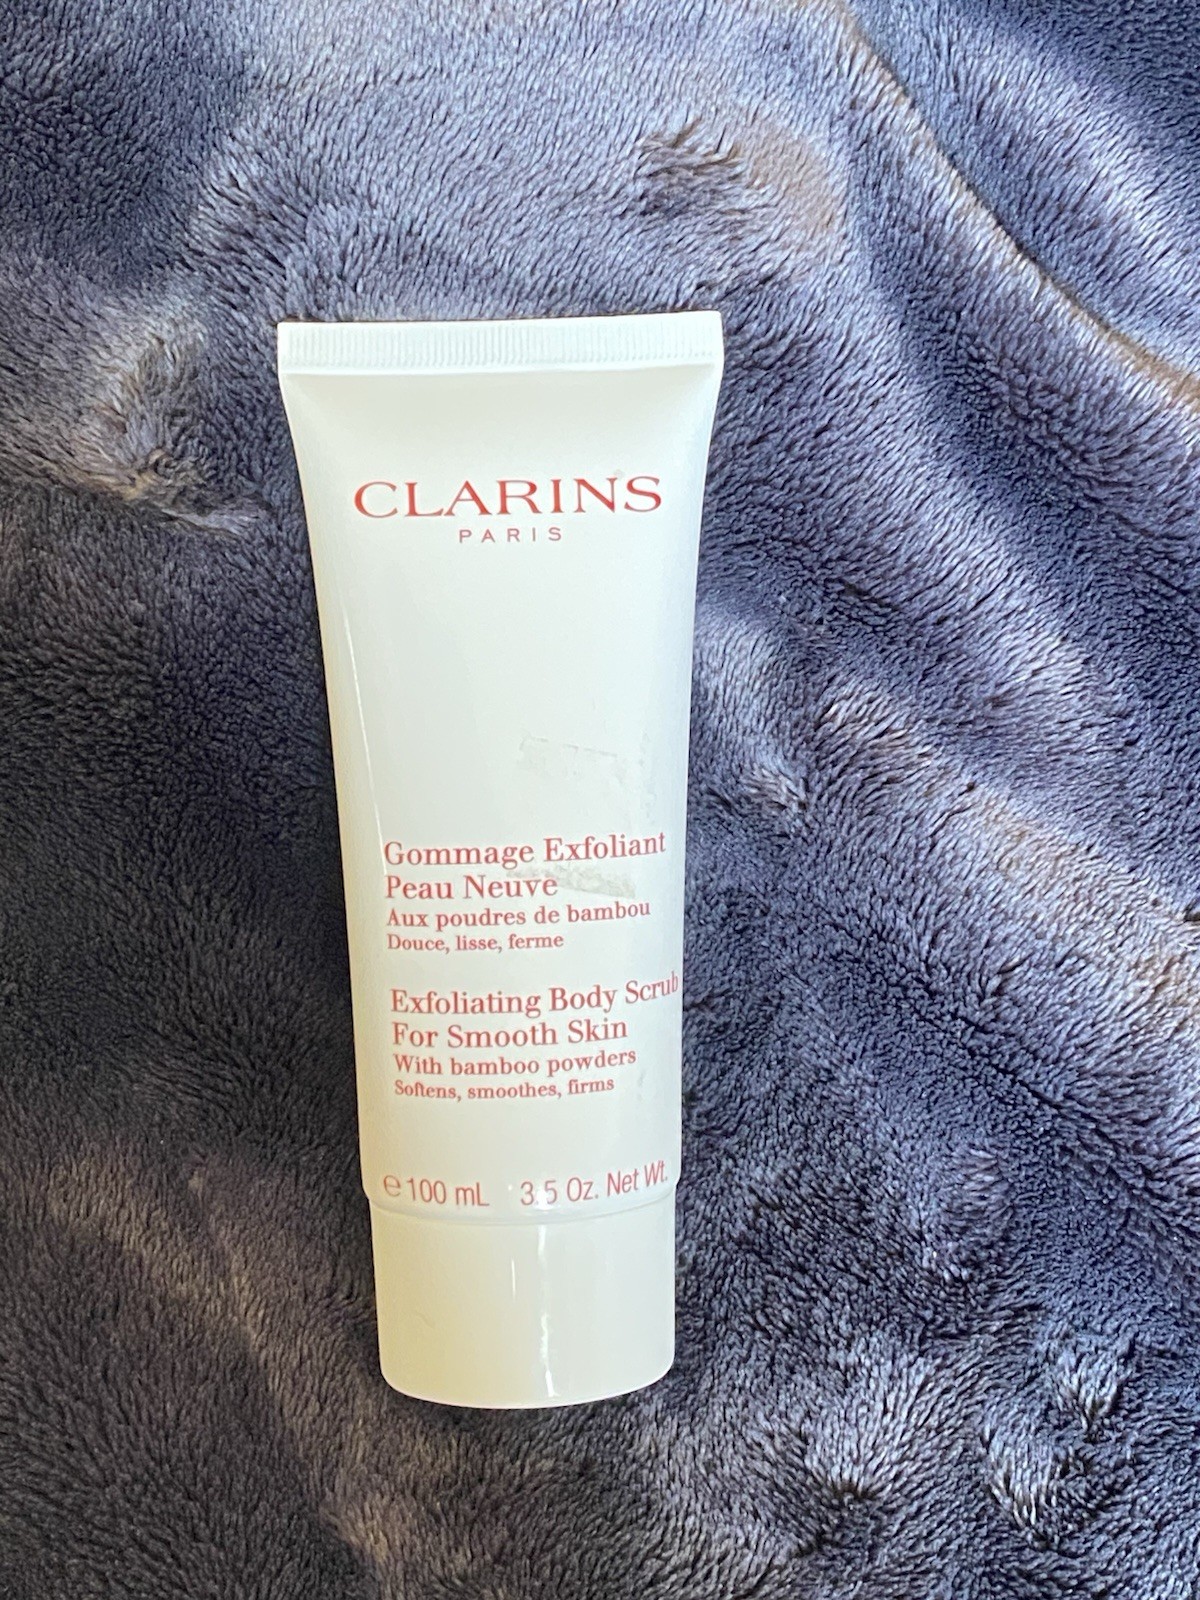 CLARINS
PARIS
Gommage Exfoliant
Peau Neuve
Aux poudres de bambou
Douce, lisse, ferme
Exfoliating Body Scrub
For Smooth Skin
With bamboo powders
Softens, smoothes, firms
℮ 100 mL 3.5 Oz. Net Wt.